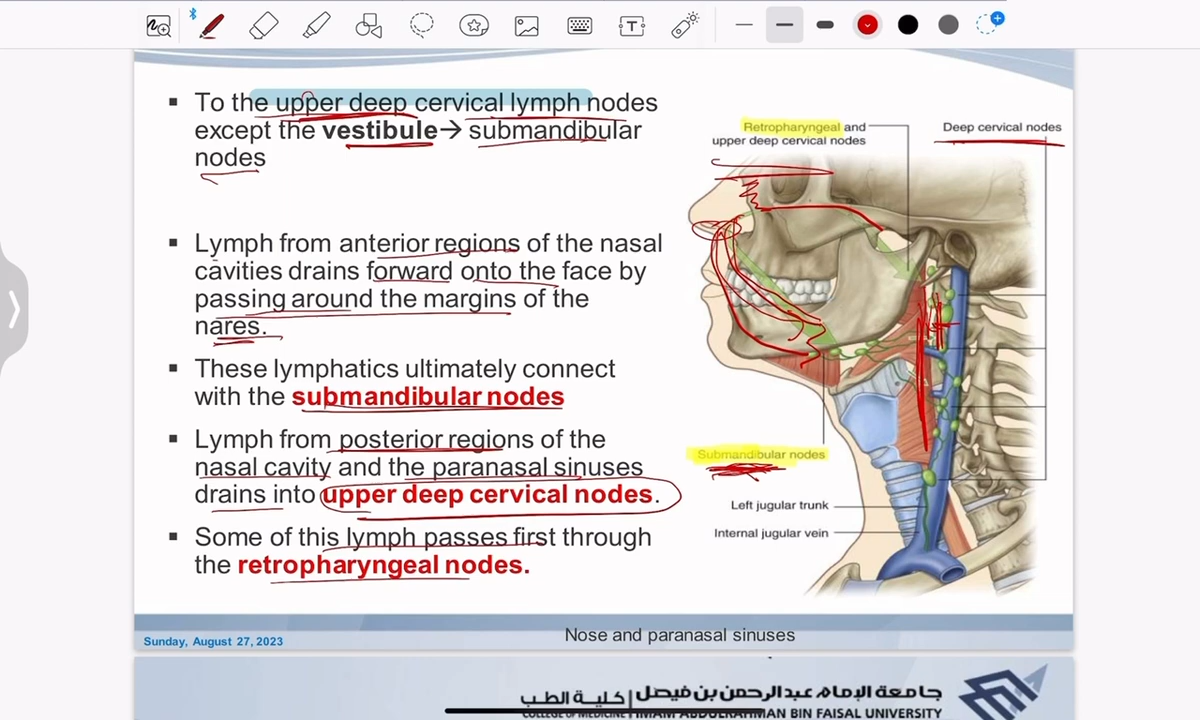 To the upper deep cervical lymph nodes
except the vestibule→ submandibular
nodes
Lymph from anterior regions of the nasal
cavities drains forward onto the face by
passing around the margins of the
nares.
These lymphatics ultimately connect
with the submandibular nodes
Lymph from posterior regions of the
nasal cavity and the paranasal sinuses
drains into upper deep cervical nodes.
Some of this lymph passes first through
the retropharyngeal nodes.
Retropharyngeal and
upper deep cervical nodes
Deep cervical nodes
Submandibular nodes
Left jugular trunk
Internal jugular vein
Sunday, August 27, 2023
Nose and paranasal sinuses
جامعة الإمام عبدالرحمن بن فيصل | كلية الطب
COLLEGE OF MEDICINE | IMAM ABDULRAHMAN BIN FAISAL UNIVERSITY